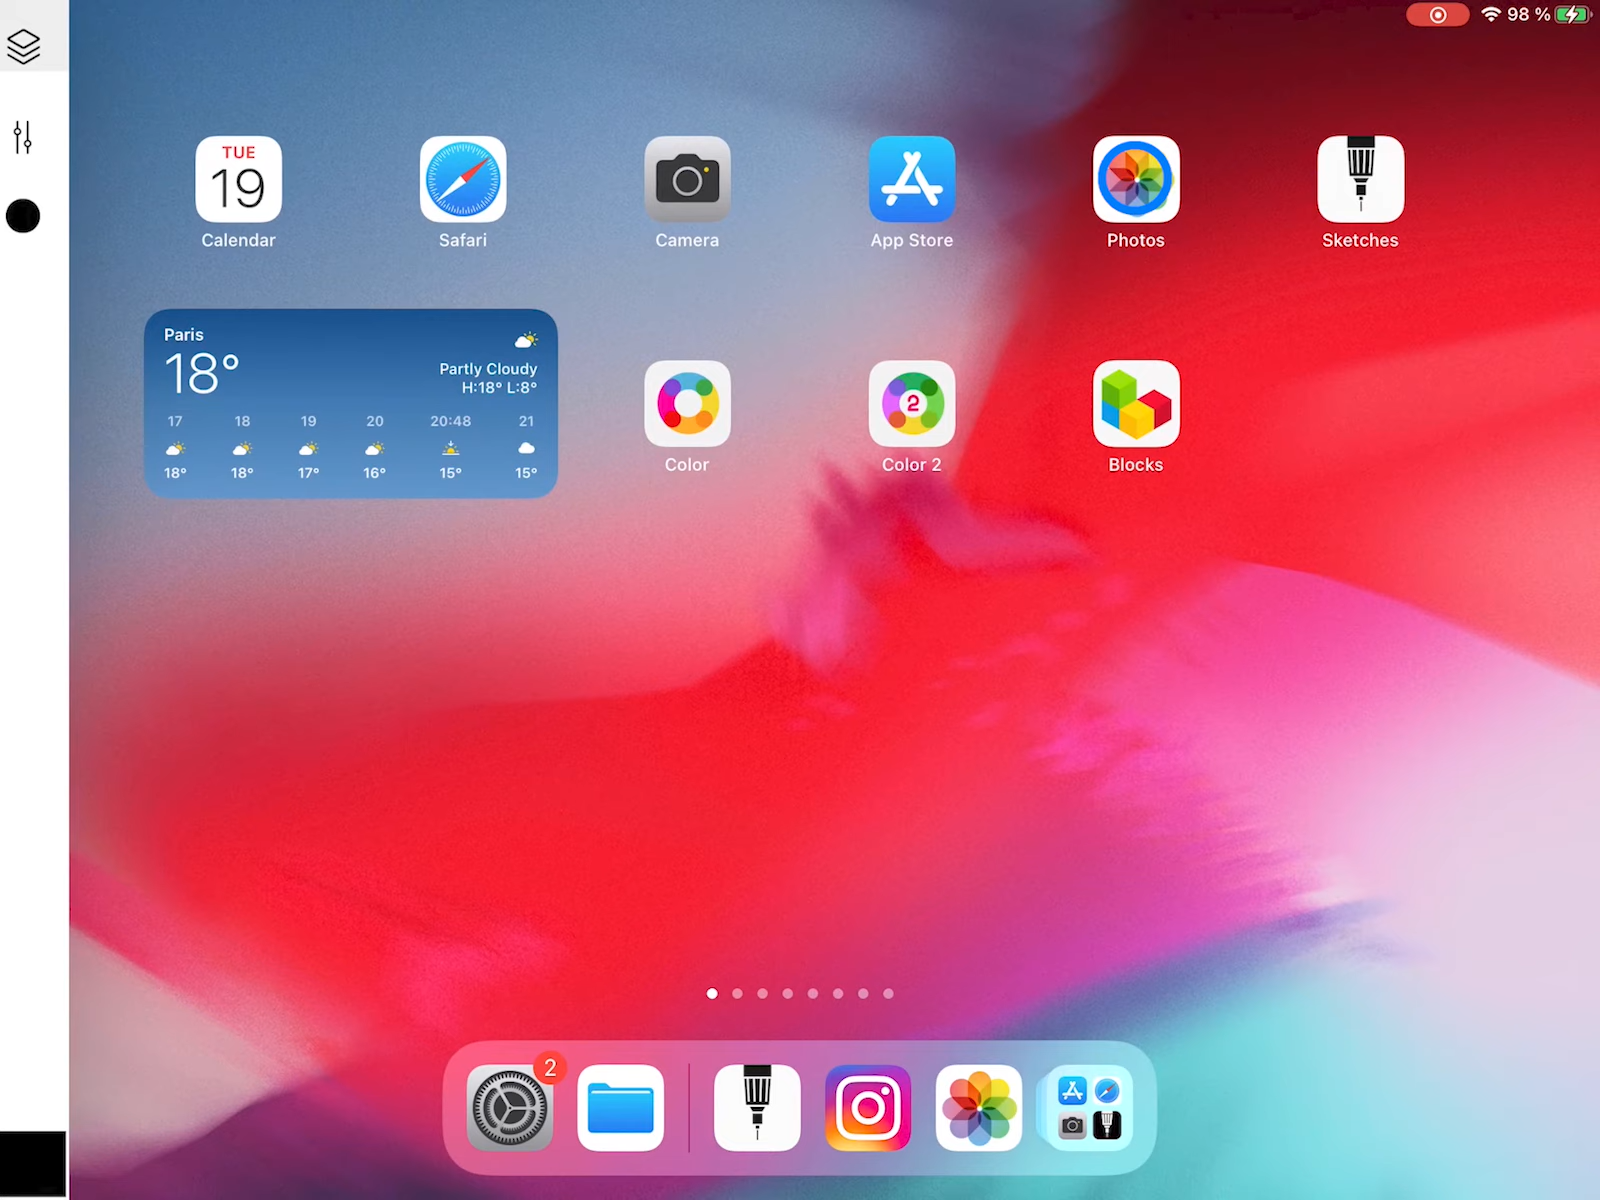 98 %
TUE
19
Calendar
Safari
Camera
App Store
Photos
Sketches
Paris
18°
Partly Cloudy
H:18° L:8°
17 18 19 20 20:48 21
18° 18° 17° 16° 15° 15°
2
Color
Color 2
Blocks
2